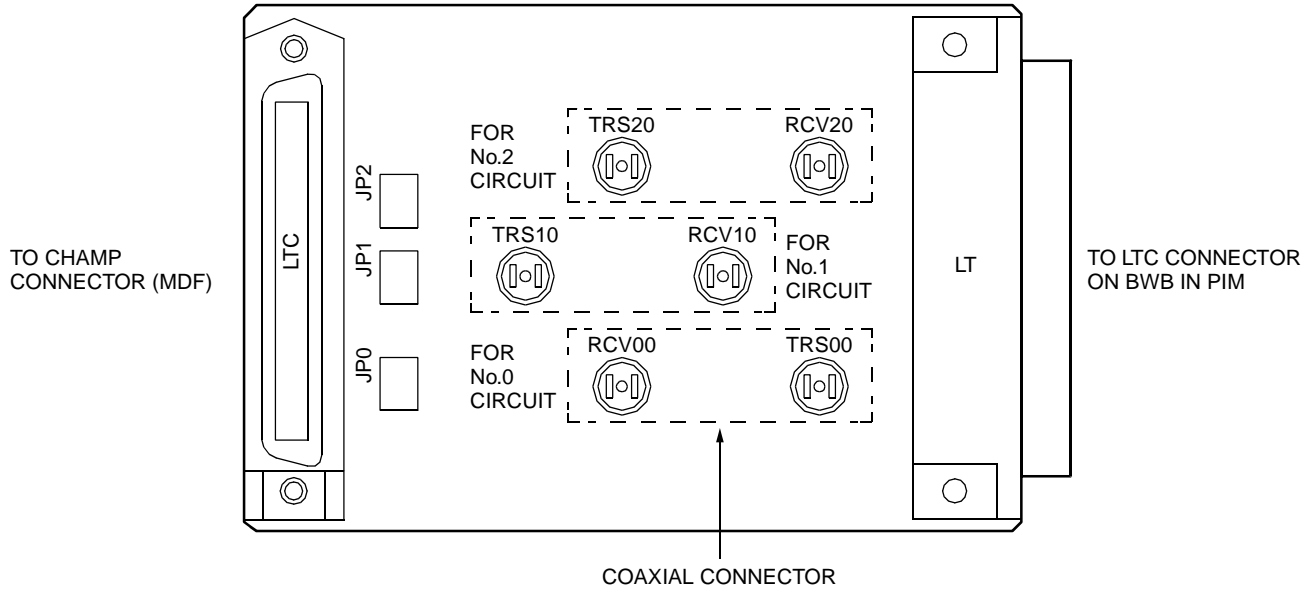 TRS20
RCV20
FOR
No.2
CIRCUIT
JP2
TRS10
RCV10
FOR
No.1
CIRCUIT
JP1
LTC
LT
TO CHAMP
CONNECTOR (MDF)
TO LTC CONNECTOR
ON BWB IN PIM
JP0
FOR
No.0
CIRCUIT
RCV00
TRS00
COAXIAL CONNECTOR